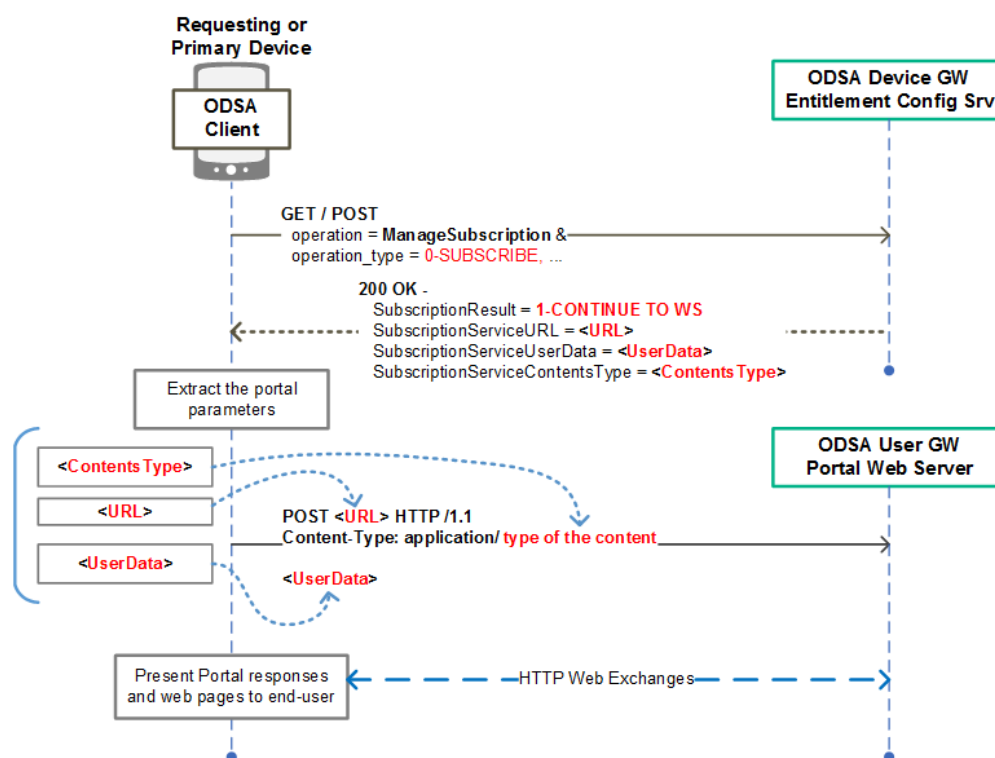 Requesting or
Primary Device
ODSA
Client
ODSA Device GW
Entitlement Config Srv
GET / POST
operation = ManageSubscription &
operation_type = 0-SUBSCRIBE, ...
200 OK -
SubscriptionResult = 1-CONTINUE TO WS
SubscriptionServiceURL = <URL>
SubscriptionServiceUserData = <UserData>
SubscriptionServiceContentsType = <ContentsType>
Extract the portal
parameters
ODSA User GW
Portal Web Server
<ContentsType>
<URL>
<UserData>
POST <URL> HTTP /1.1
Content-Type: application/ type of the content
<UserData>
Present Portal responses
and web pages to end-user
HTTP Web Exchanges